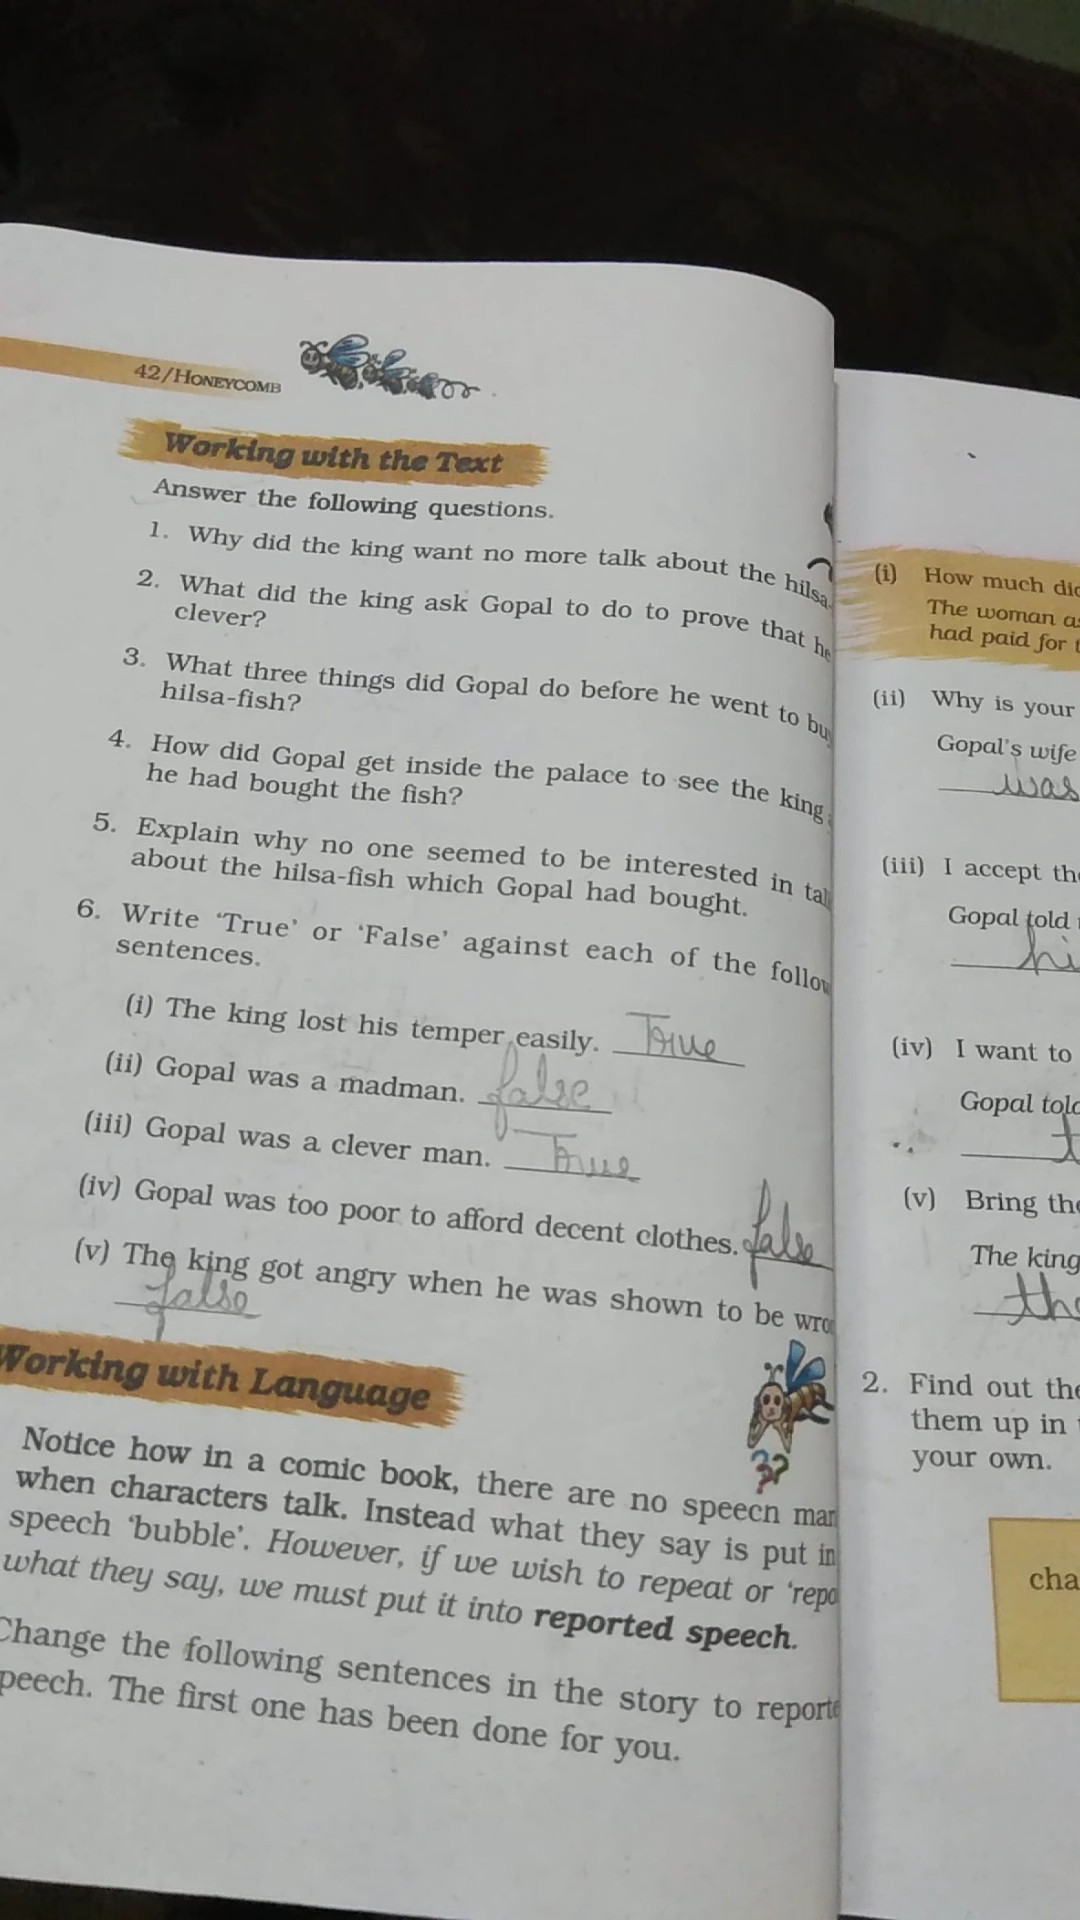 42/HONEYCOMB
Working with the Text
Answer the following questions.
1. Why did the king want no more talk about the hilsa-
2. What did the king ask Gopal to do to prove that he
clever?
3. What three things did Gopal do before he went to buy
hilsa-fish?
4. How did Gopal get inside the palace to see the king
he had bought the fish?
5. Explain why no one seemed to be interested in tal
about the hilsa-fish which Gopal had bought.
6. Write ‘True’ or ‘False’ against each of the follow
sentences.
(i) The king lost his temper easily. True
(ii) Gopal was a madman. false
(iii) Gopal was a clever man. True
(iv) Gopal was too poor to afford decent clothes. false
(v) The king got angry when he was shown to be wro
false
Working with Language
Notice how in a comic book, there are no speech mar
when characters talk. Instead what they say is put in
speech ‘bubble’. However, if we wish to repeat or ‘repo
what they say, we must put it into reported speech.
Change the following sentences in the story to reporte
peech. The first one has been done for you.
(i) How much did
The woman as
had paid for t
(ii) Why is your
Gopal's wife
was
(iii) I accept the
Gopal told
hi
(iv) I want to
Gopal told
t
(v) Bring the
The king
the
2. Find out the
them up in
your own.
cha
??